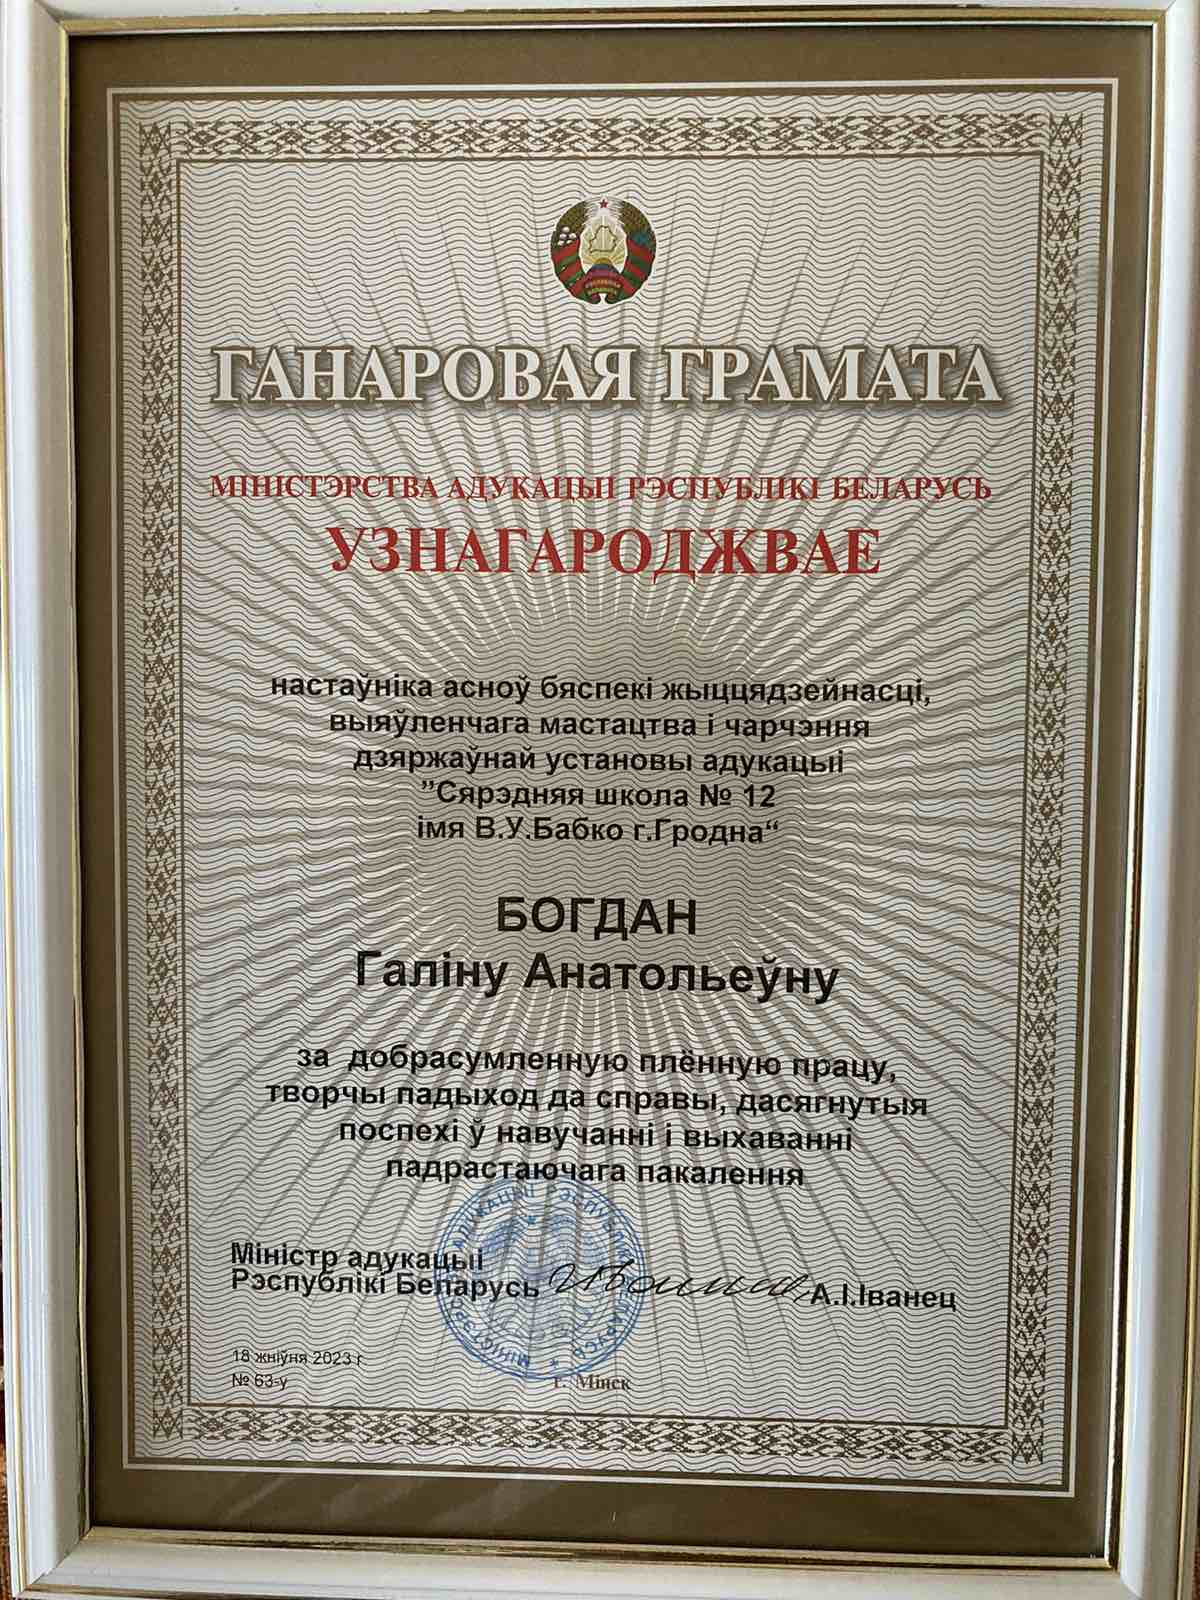 ГАНАРОВАЯ ГРАМАТА
МІНІСТЭРСТВА АДУКАЦЫІ РЭСПУБЛІКІ БЕЛАРУСЬ
УЗНАГАРОДЖВАЕ
настаўніка асноў бяспекі жыццядзейнасці,
выяўленчага мастацтва і чарчэння
дзяржаўнай установы адукацыі
”Сярэдняя школа № 12
імя В.У.Бабко г.Гродна“
БОГДАН
Галіну Анатольеўну
за добрасумленную плённую працу,
творчы падыход да справы, дасягнутыя
поспехі ў навучанні і выхаванні
падрастаючага пакалення
Міністр адукацыі
Рэспублікі Беларусь
А.І.Іванец
18 жніўня 2023 г
№ 63-у
г. Мінск